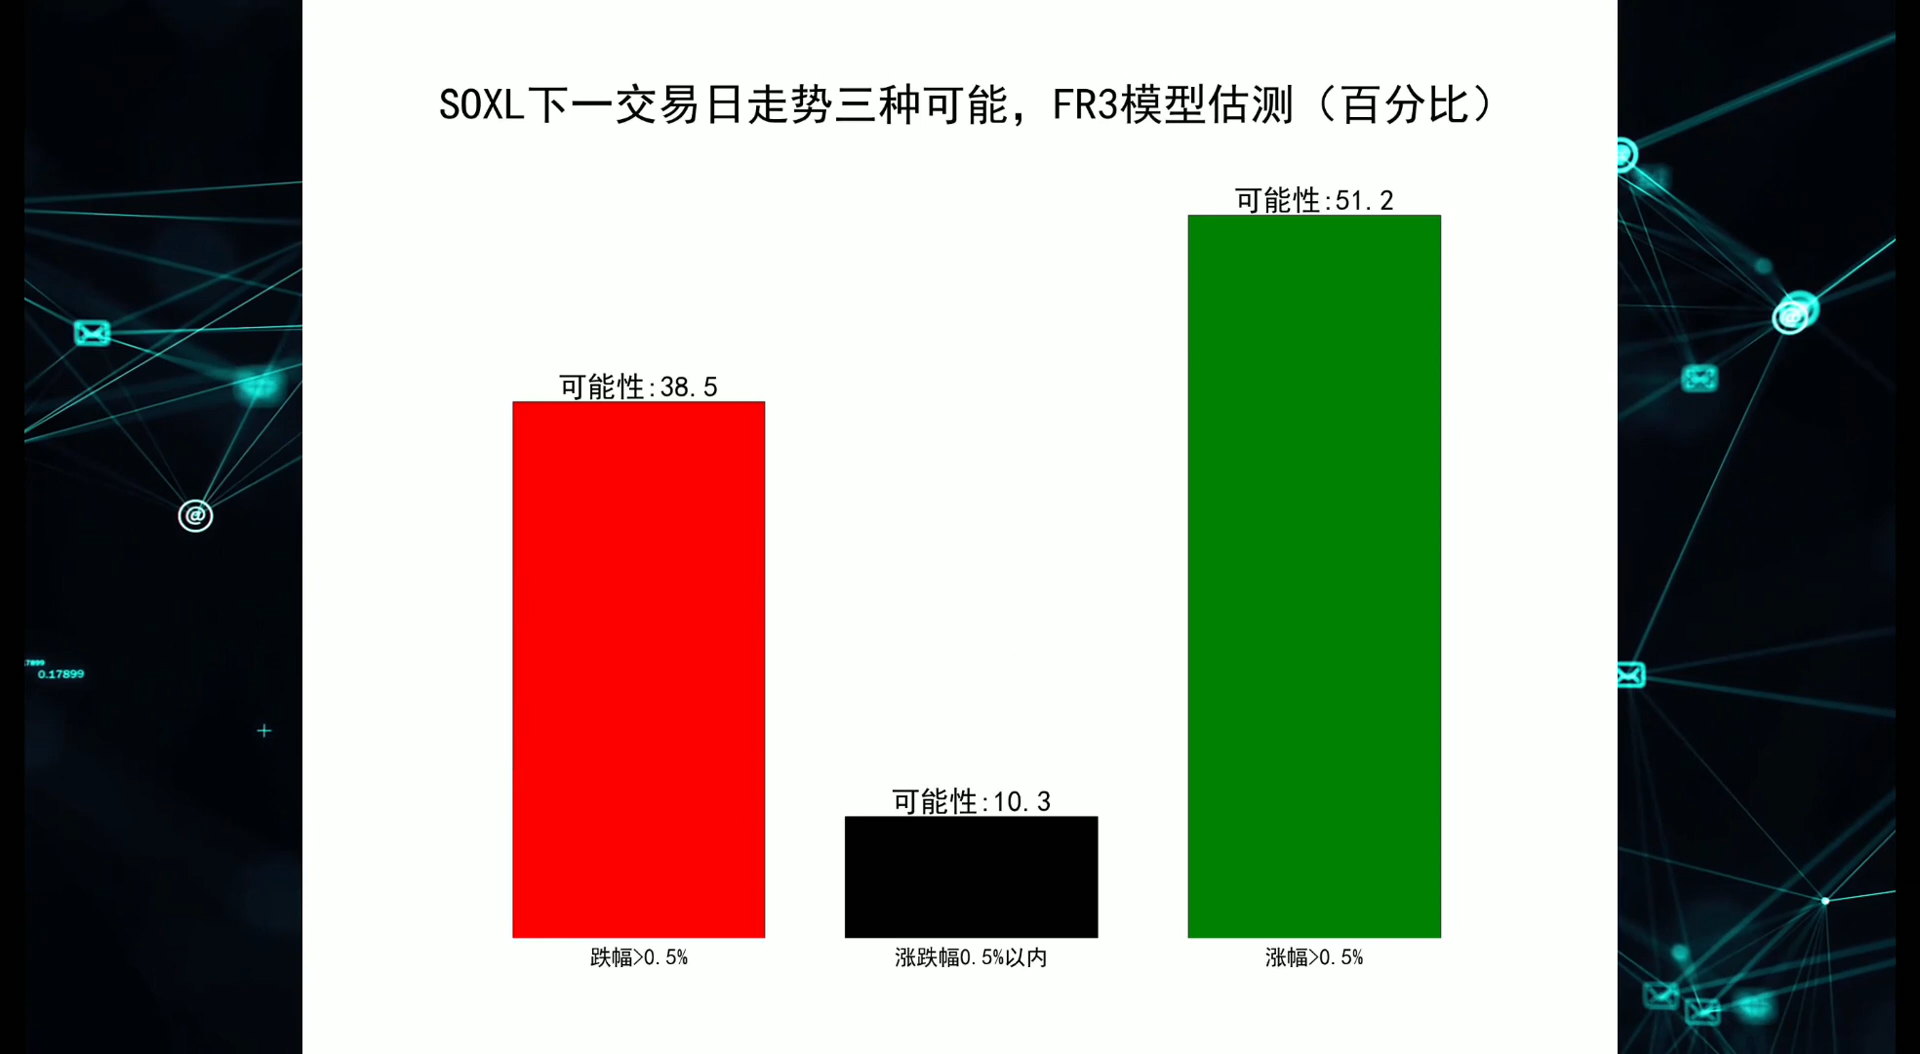 SOXL下一交易日走势三种可能，FR3模型估测（百分比）
可能性:51.2
可能性:38.5
可能性:10.3
跌幅>0.5%
涨跌幅0.5%以内
涨幅>0.5%
0.17899